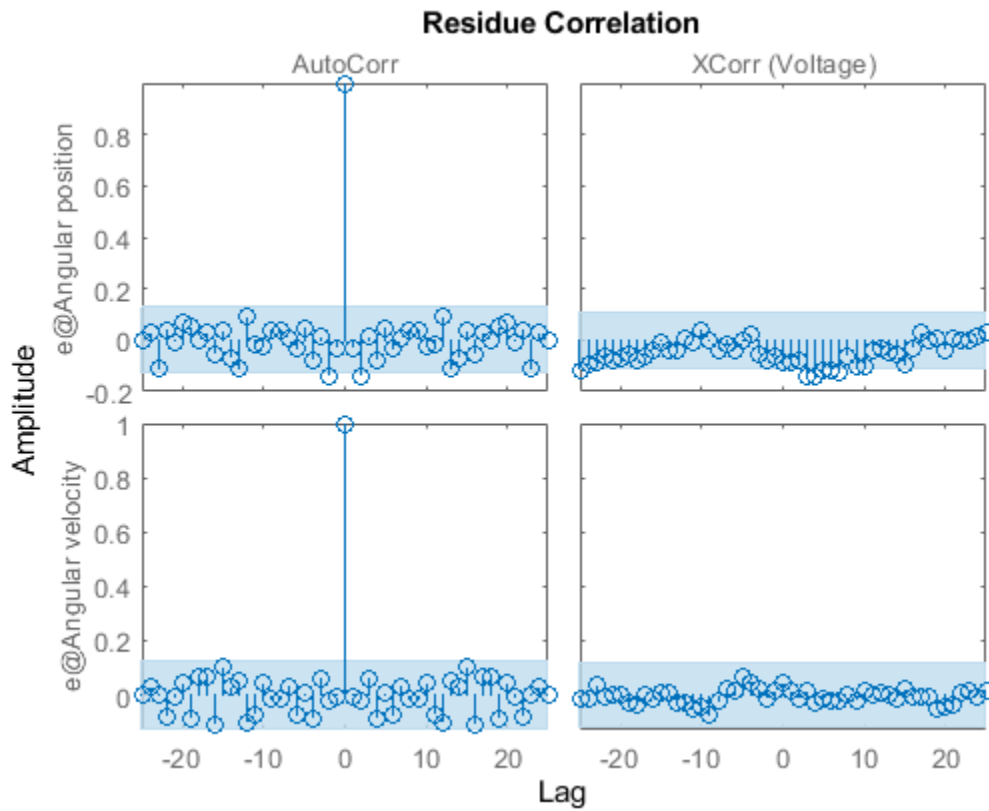 Residue Correlation
AutoCorr
XCorr (Voltage)
Amplitude
e@Angular position
0.8
0.6
0.4
0.2
0
-0.2
e@Angular velocity
1
0.8
0.6
0.4
0.2
0
-20 -10 0 10 20
-20 -10 0 10 20
Lag